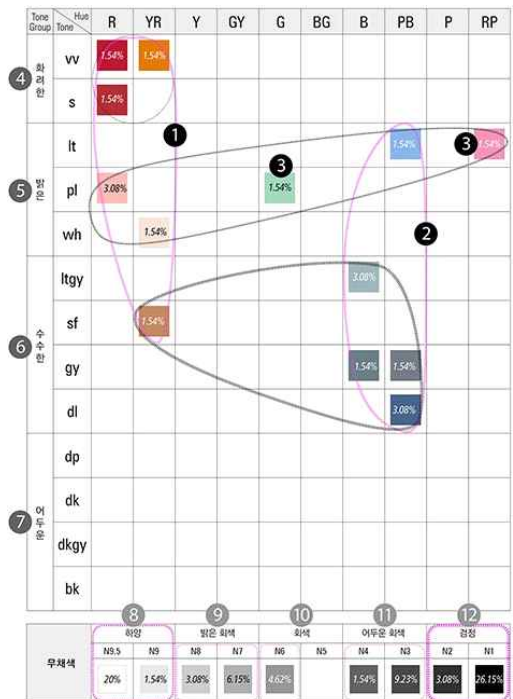 Tone Group Hue Tone R YR Y GY G BG B PB P RP
4 화려한 vv 1.54% 1.54%
s 1.54%
1
lt 1.54% 3 1.54%
3
5 밝은 pl 3.08% 1.54%
wh 1.54% 2
ltgy 3.08%
sf 1.54%
6 수수한
gy 1.54% 1.54%
dl 3.08%
dp
dk
7 어두운
dkgy
bk
8 9 10 11 12
하양 밝은 회색 회색 어두운 회색 검정
무채색 N9.5 N9 N8 N7 N6 N5 N4 N3 N2 N1
20% 1.54% 3.08% 6.15% 4.62% 1.54% 9.23% 3.08% 26.15%